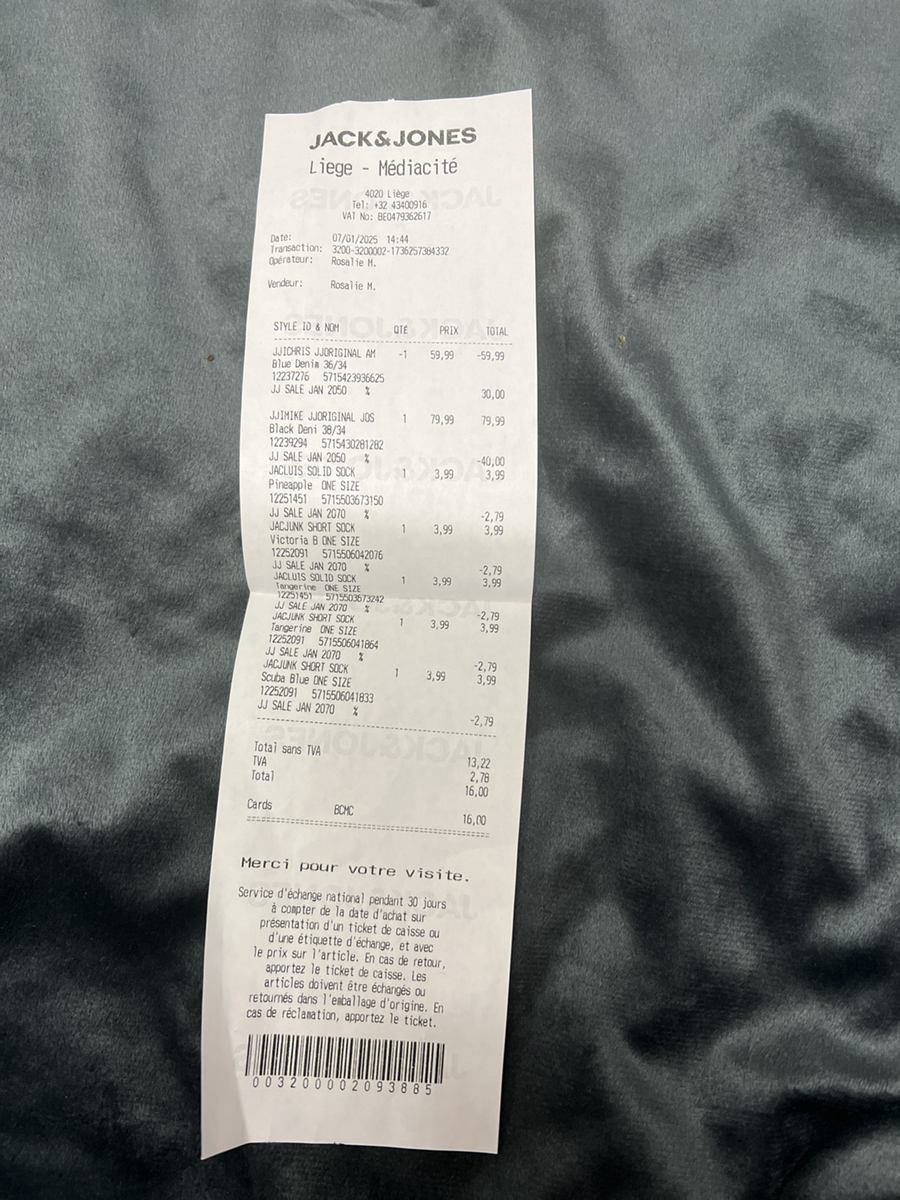 JACK&JONES
Liege - Médiacité
4020 Liège
Tel: +32 43400916
VAT No: BE0479362617
Date: 07/01/2025 14:44
Transaction: 3200-3200002-1736257384332
Opérateur: Rosalie M.
Vendeur: Rosalie M.
STYLE ID & NOM QTÉ PRIX TOTAL
JJICHRIS JJORIGINAL AM -1 59,99 -59,99
Blue Denim 36/34
12237276 5715423936625
JJ SALE JAN 2050 % 30,00
JJIMIKE JJORIGINAL JOS 1 79,99 79,99
Black Deni 38/34
12239294 5715430281282
JJ SALE JAN 2050 % -40,00
JACLUIS SOLID SOCK 1 3,99 3,99
Pineapple ONE SIZE
12251451 5715503673150
JJ SALE JAN 2070 % -2,79
JACJUNK SHORT SOCK 1 3,99 3,99
Victoria B ONE SIZE
12252091 5715506042076
JJ SALE JAN 2070 % -2,79
JACLUIS SOLID SOCK 1 3,99 3,99
Tangerine ONE SIZE
12251451 5715503673242
JJ SALE JAN 2070 % -2,79
JACJUNK SHORT SOCK 1 3,99 3,99
Tangerine ONE SIZE
12252091 5715506041864
JJ SALE JAN 2070 % -2,79
JACJUNK SHORT SOCK 1 3,99 3,99
Scuba Blue ONE SIZE
12252091 5715506041833
JJ SALE JAN 2070 % -2,79
Total sans TVA 13,22
TVA 2,78
Total 16,00
Cards BCMC 16,00
Merci pour votre visite.
Service d'échange national pendant 30 jours
à compter de la date d'achat sur
présentation d'un ticket de caisse ou
d'une étiquette d'échange, et avec
le prix sur l'article. En cas de retour,
apportez le ticket de caisse. Les
articles doivent être échangés ou
retournés dans l'emballage d'origine. En
cas de réclamation, apportez le ticket.
003200002093885